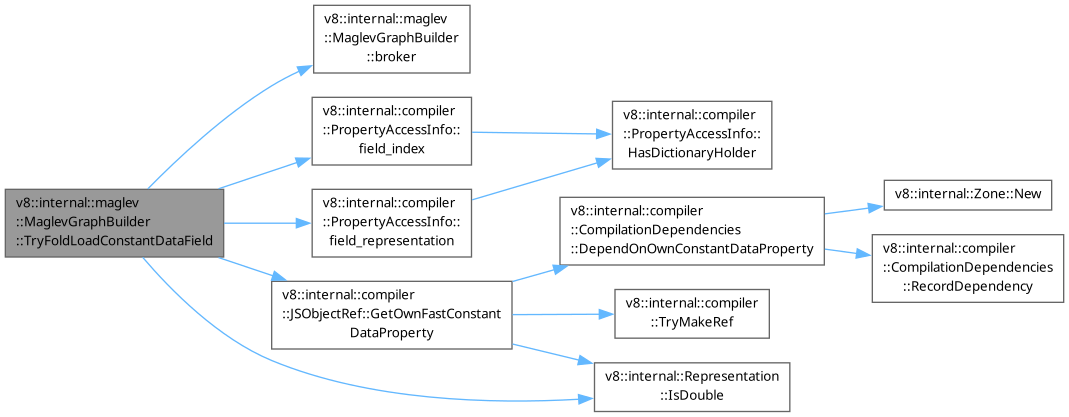 v8::internal::maglev
::MaglevGraphBuilder
::broker
v8::internal::compiler
::PropertyAccessInfo::
field_index
v8::internal::compiler
::PropertyAccessInfo::
HasDictionaryHolder
v8::internal::maglev
::MaglevGraphBuilder
::TryFoldLoadConstantDataField
v8::internal::compiler
::PropertyAccessInfo::
field_representation
v8::internal::compiler
::CompilationDependencies
::DependOnOwnConstantDataProperty
v8::internal::Zone::New
v8::internal::compiler
::CompilationDependencies
::RecordDependency
v8::internal::compiler
::JSObjectRef::GetOwnFastConstant
DataProperty
v8::internal::compiler
::TryMakeRef
v8::internal::Representation
::IsDouble